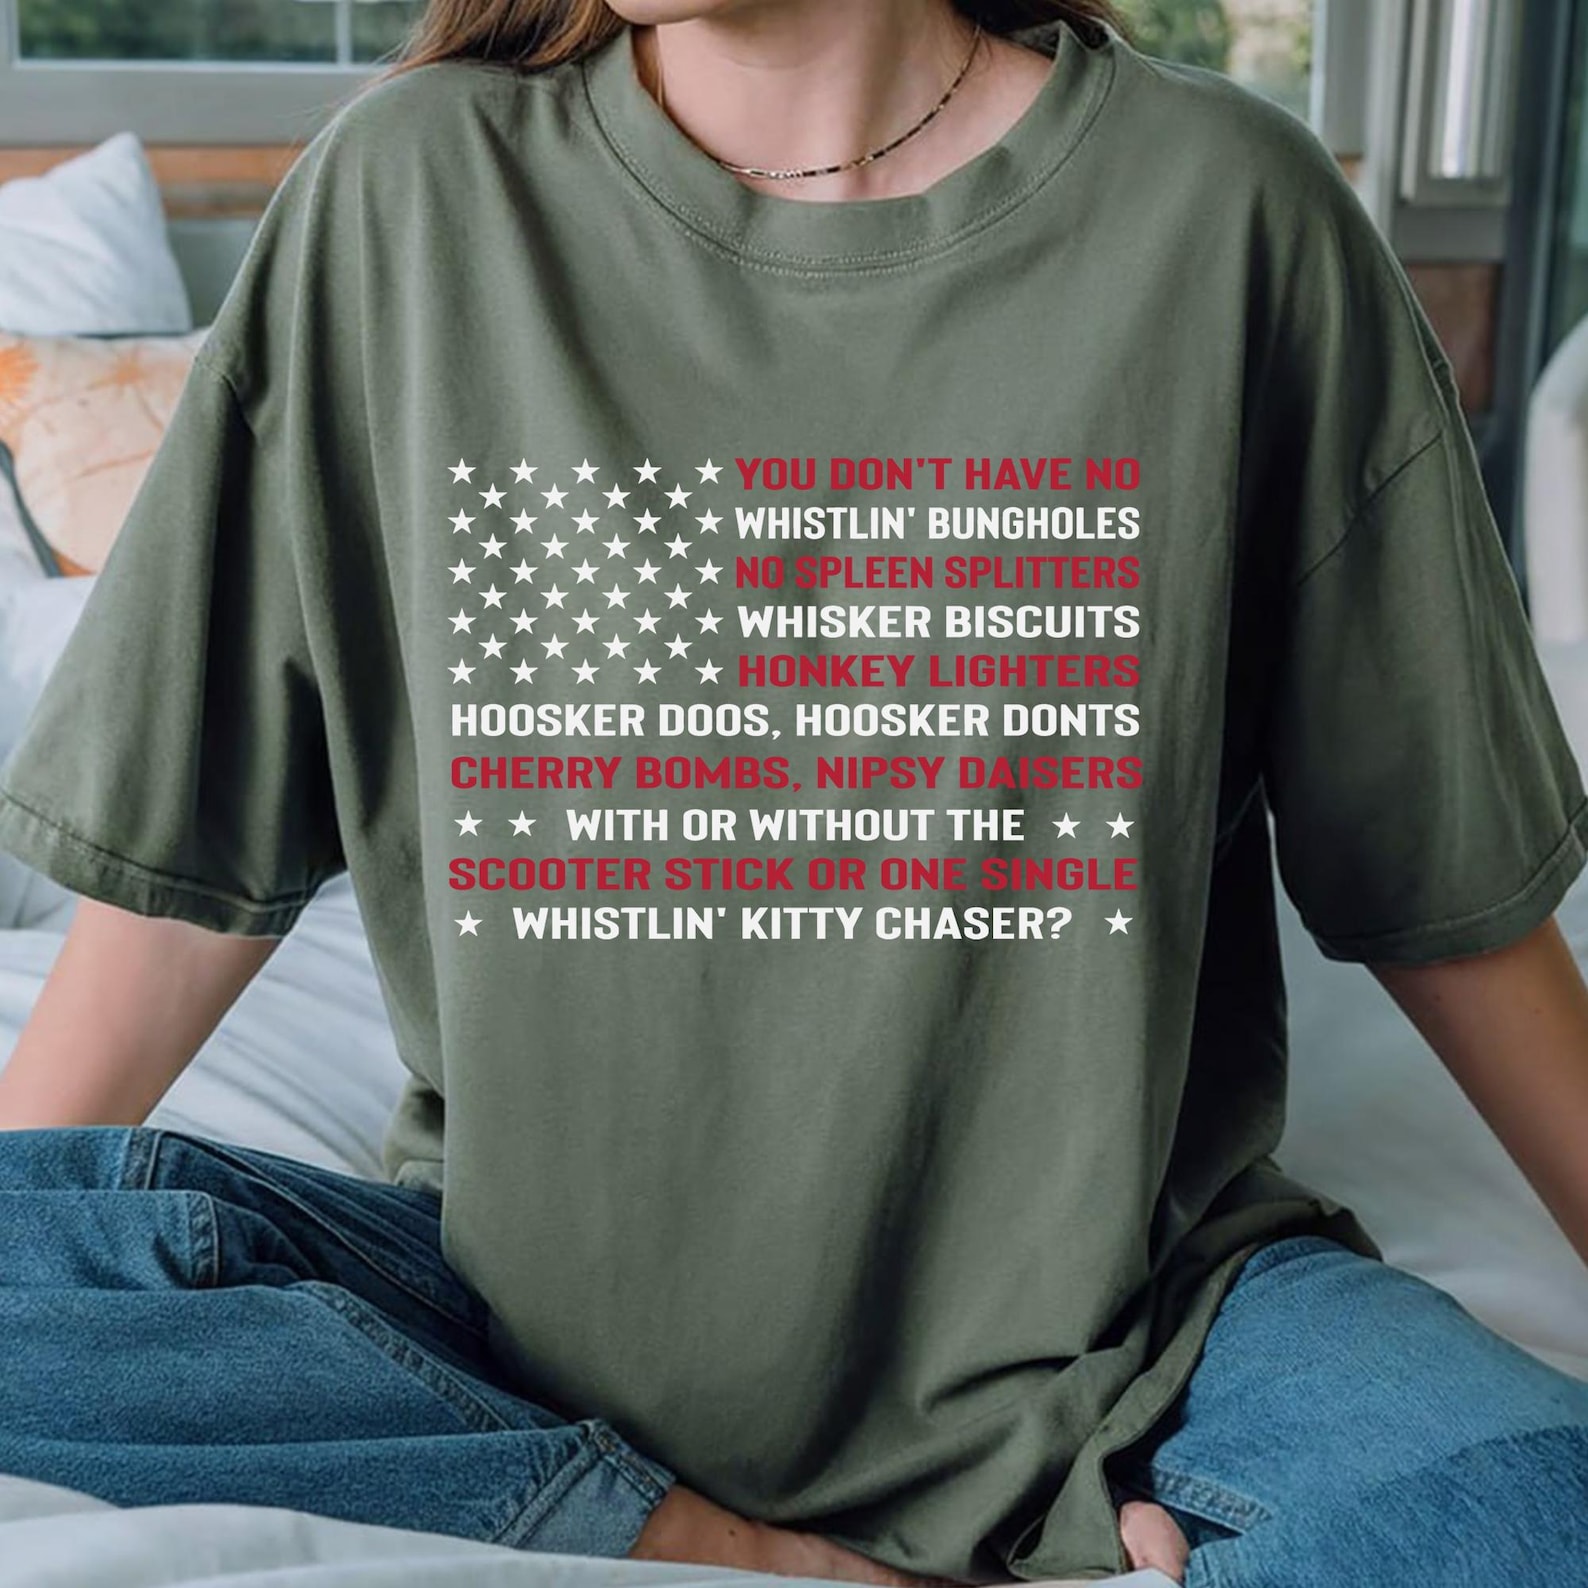 YOU DON'T HAVE NO
WHISTLIN' BUNGHOLES
NO SPLEEN SPLITTERS
WHISKER BISCUITS
HONKEY LIGHTERS
HOOSKER DOOS, HOOSKER DONTS
CHERRY BOMBS, NIPSY DAISERS
WITH OR WITHOUT THE
SCOOTER STICK OR ONE SINGLE
WHISTLIN' KITTY CHASER?